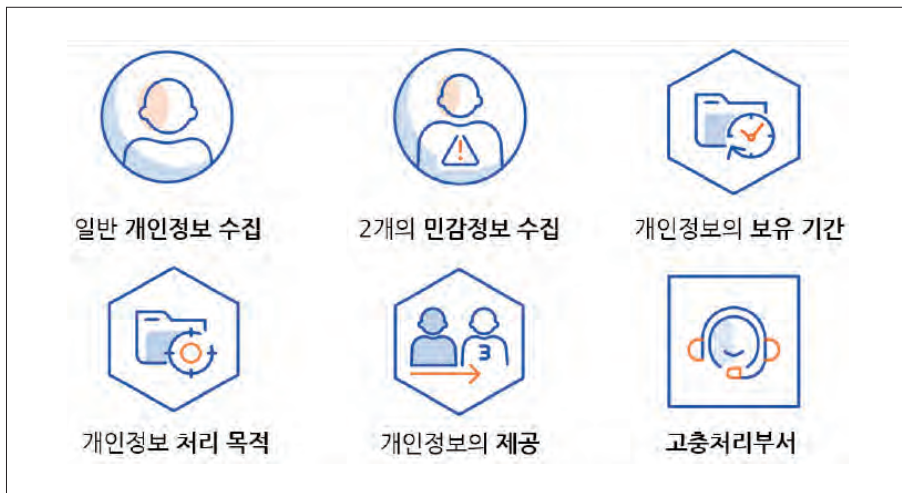 일반 개인정보 수집
2개의 민감정보 수집
개인정보의 보유 기간
3
개인정보 처리 목적
개인정보의 제공
고충처리부서